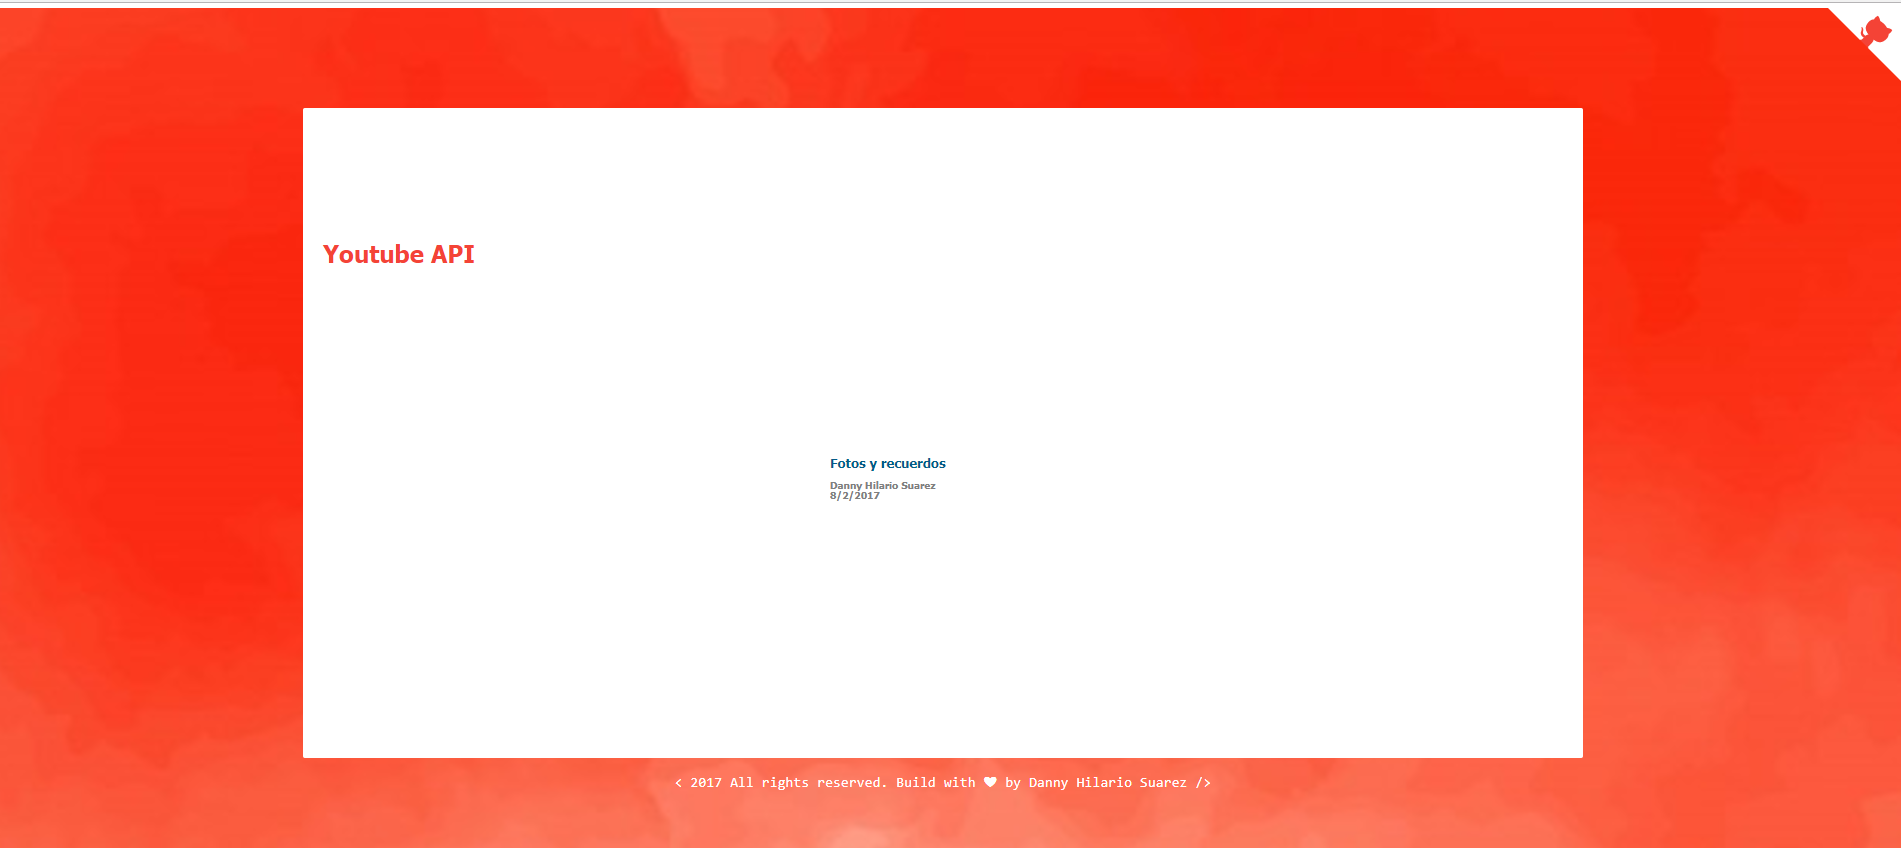 Youtube API
Fotos y recuerdos
Danny Hilario Suarez
8/2/2017
< 2017 All rights reserved. Build with ♥ by Danny Hilario Suarez />